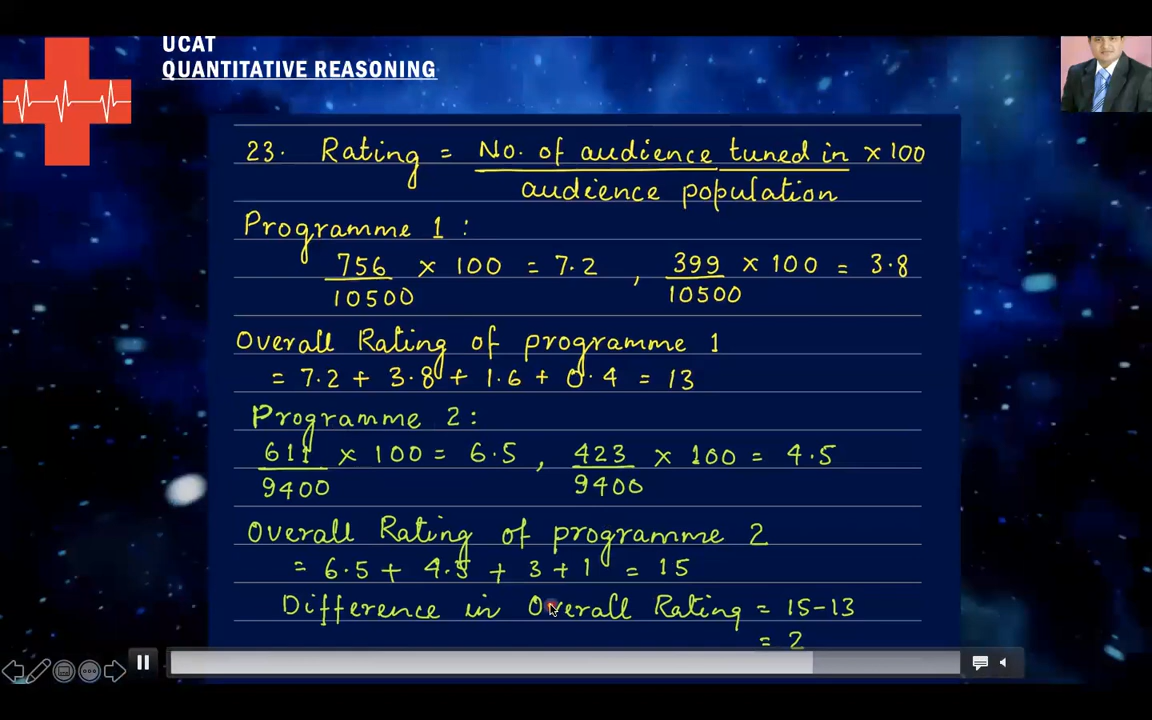 UCAT
QUANTITATIVE REASONING
23. Rating = No. of audience tuned in × 100
audience population
Programme 1 :
756 × 100 = 7.2 , 399 × 100 = 3.8
10500 10500
Overall Rating of programme 1
= 7.2 + 3.8 + 1.6 + 0.4 = 13
Programme 2 :
611 × 100 = 6.5 , 423 × 100 = 4.5
9400 9400
Overall Rating of programme 2
= 6.5 + 4.5 + 3 + 1 = 15
Difference in Overall Rating = 15-13
= 2